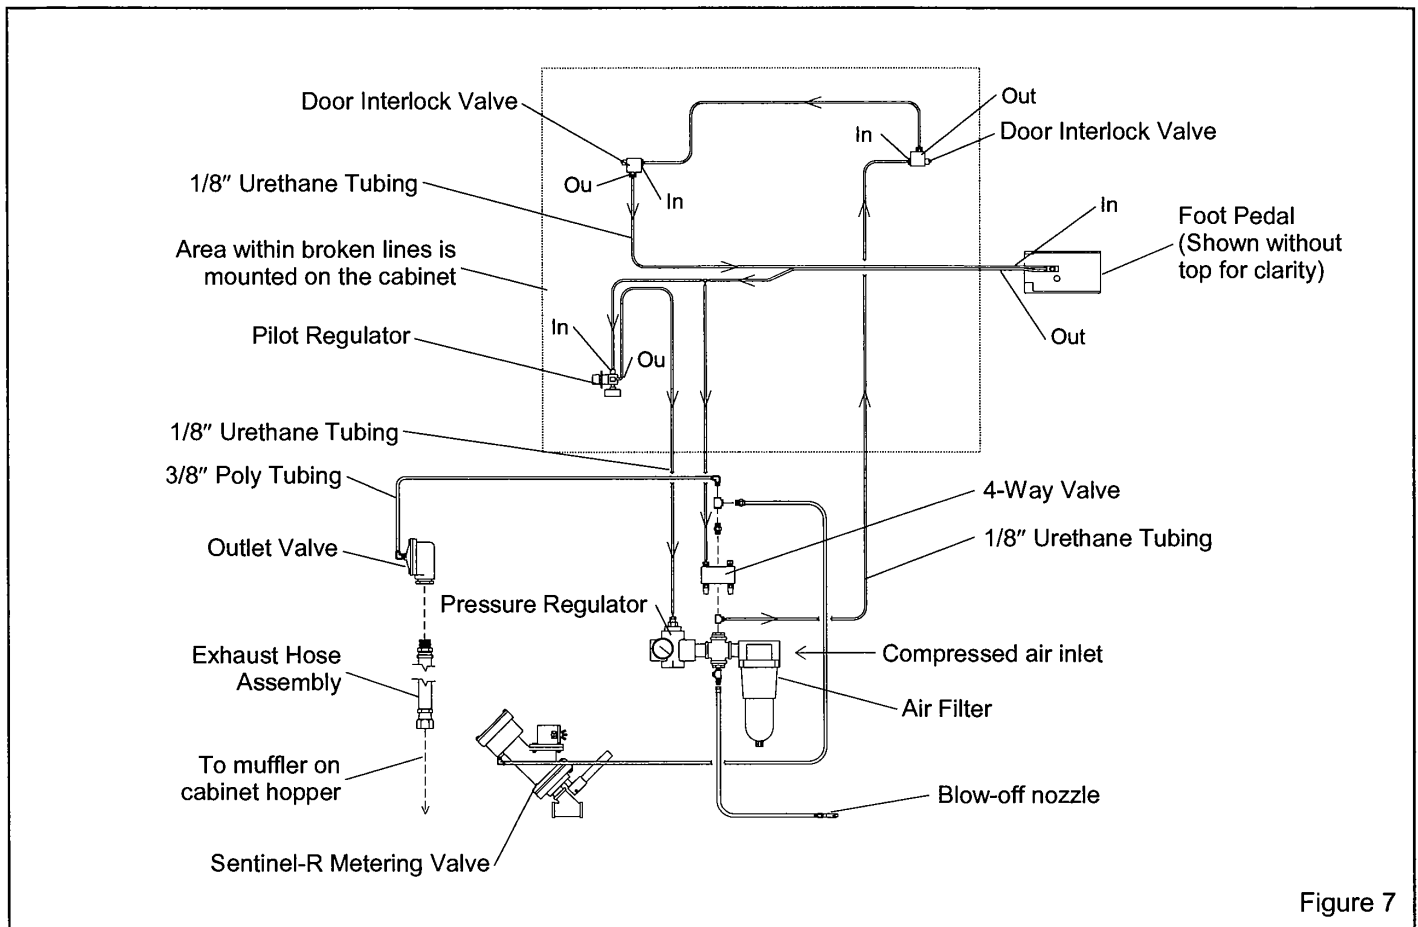 Out
Door Interlock Valve
In
Door Interlock Valve
1/8″ Urethane Tubing
Ou
In
In
Foot Pedal
(Shown without
top for clarity)
Area within broken lines is
mounted on the cabinet
In
Pilot Regulator
Ou
Out
1/8″ Urethane Tubing
3/8″ Poly Tubing
4-Way Valve
Outlet Valve
1/8″ Urethane Tubing
Pressure Regulator
Exhaust Hose
Assembly
Compressed air inlet
Air Filter
To muffler on
cabinet hopper
Blow-off nozzle
Sentinel-R Metering Valve
Figure 7